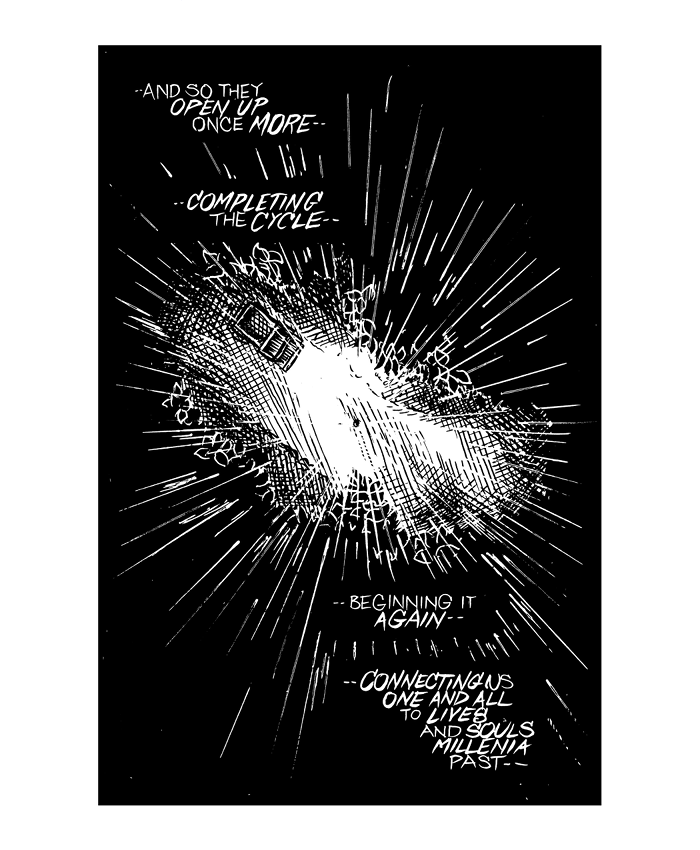 --AND SO THEY
OPEN UP
ONCE MORE--
--COMPLETING
THE CYCLE--
--BEGINNING IT
AGAIN--
--CONNECTING US
ONE AND ALL
TO LIVES
AND SOULS
MILLENIA
PAST--